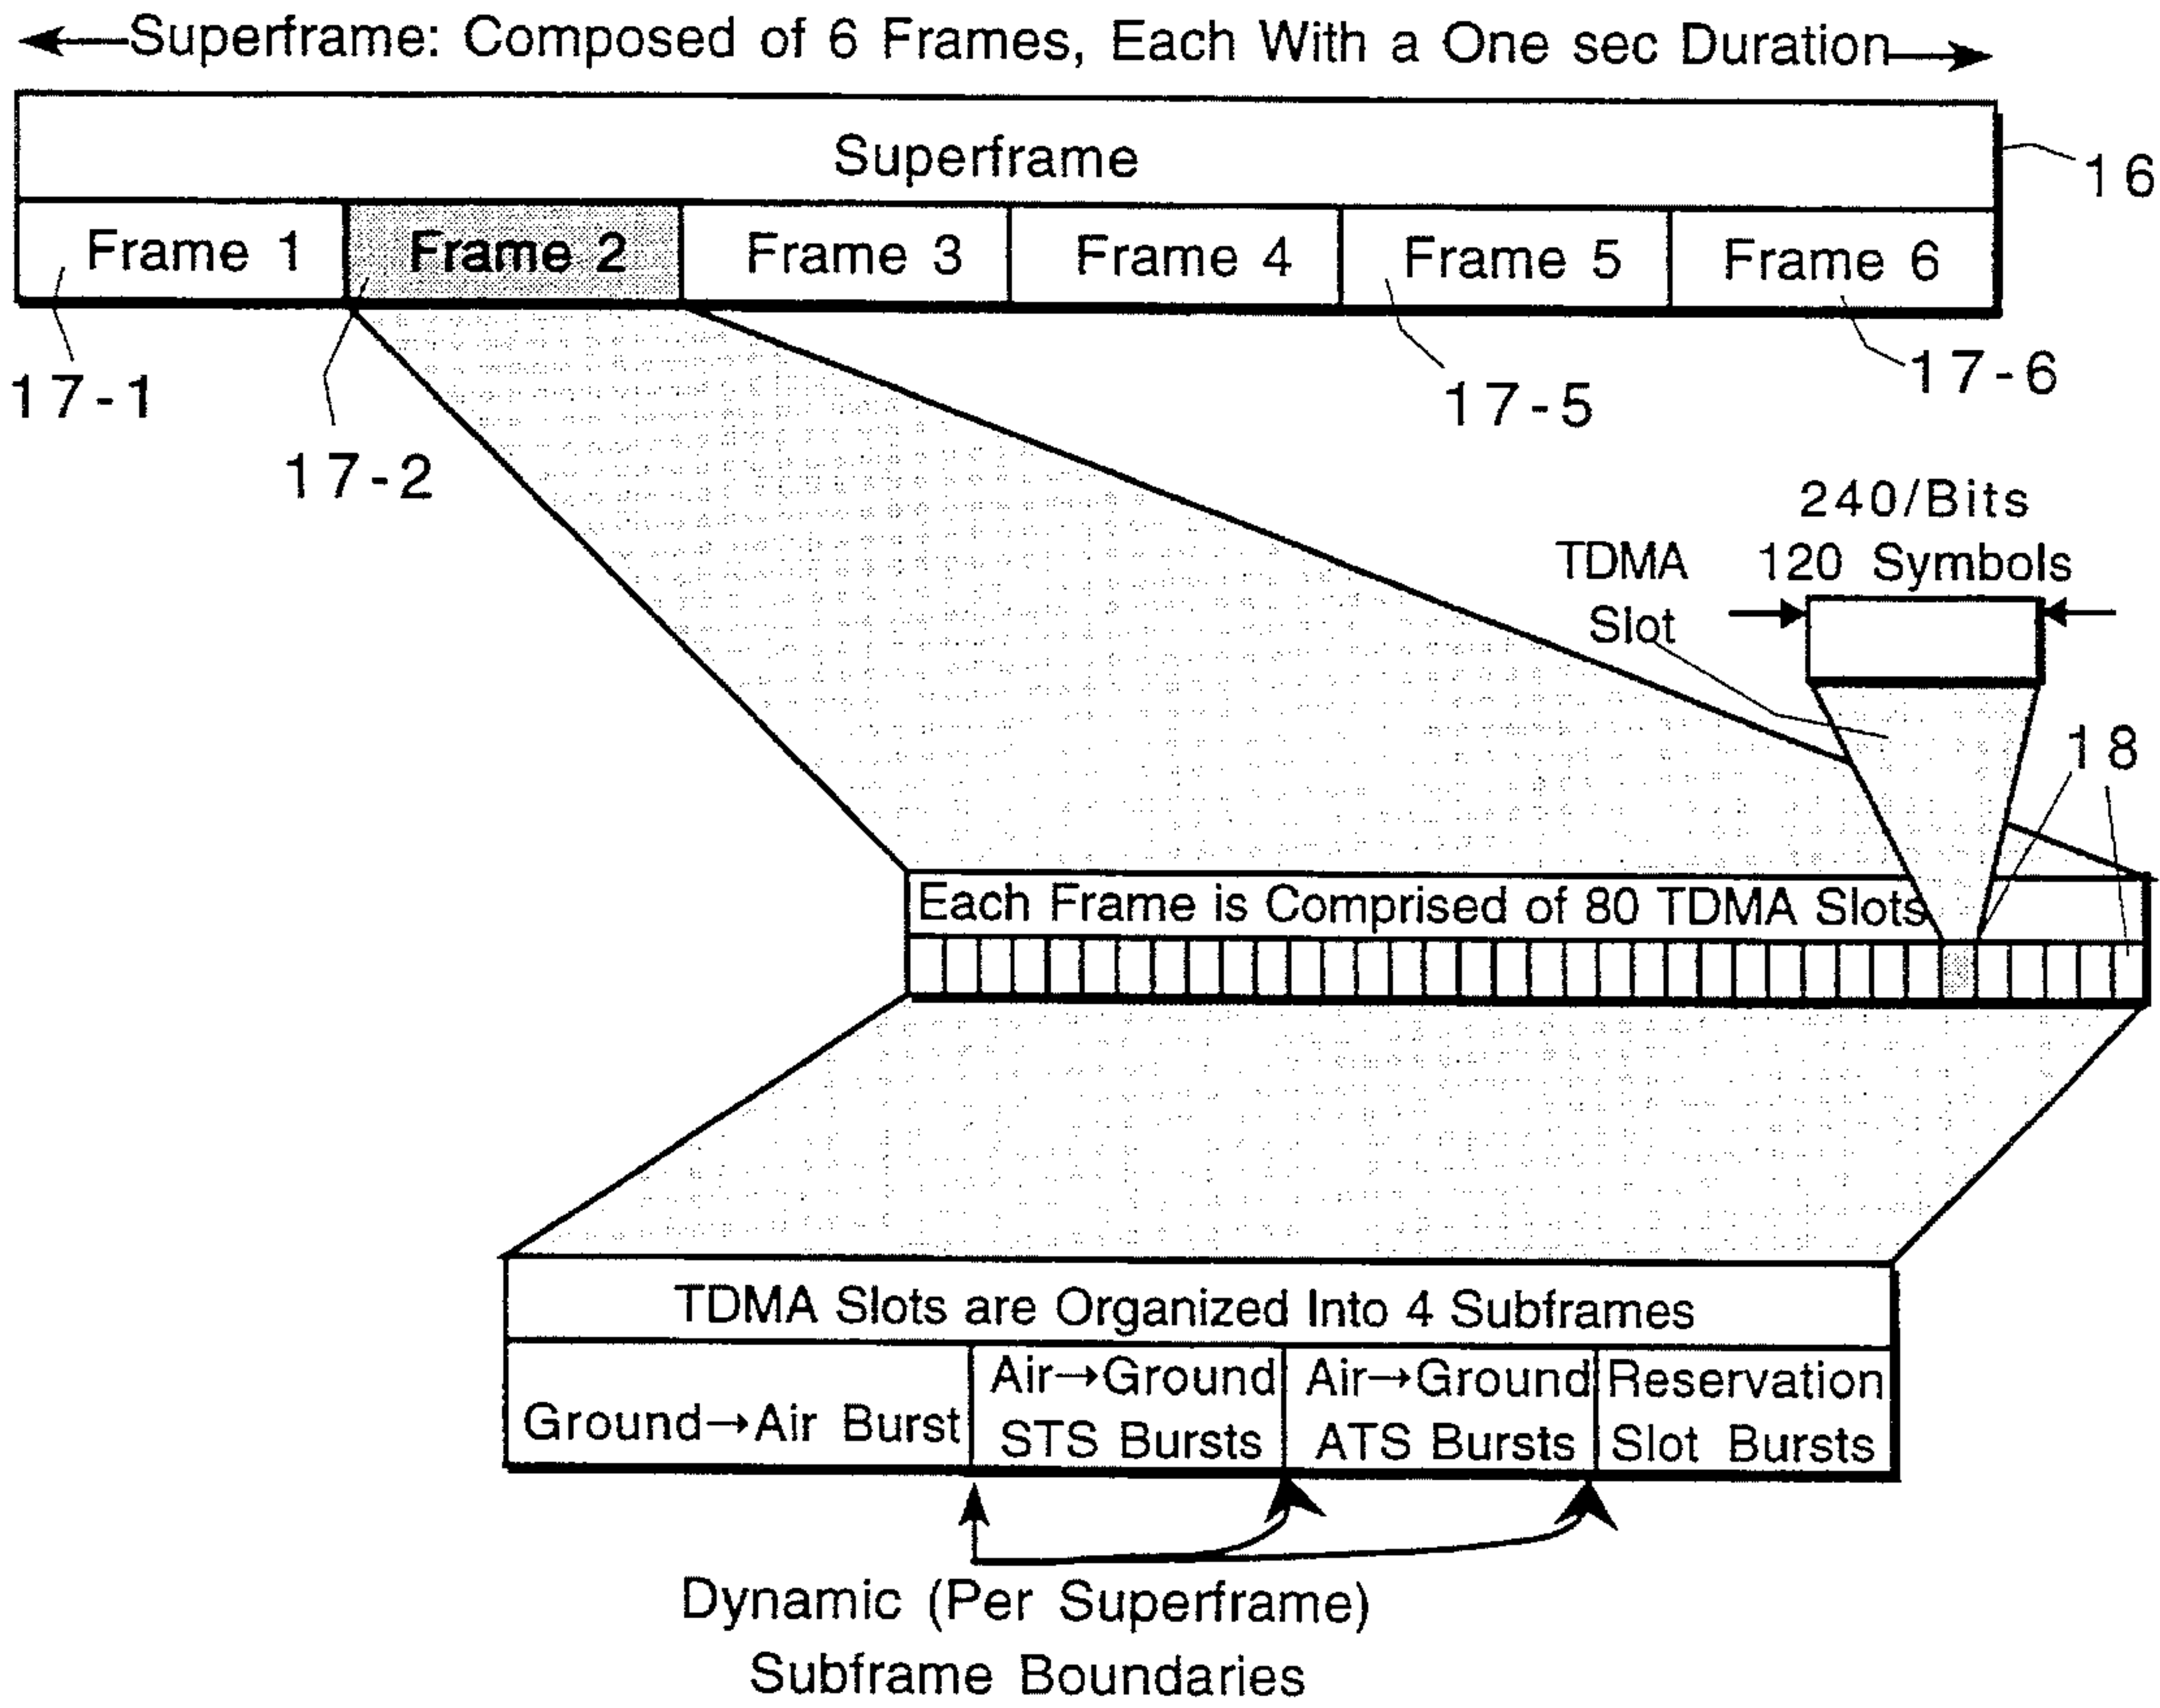 Superframe: Composed of 6 Frames, Each With a One sec Duration
Superframe
16
Frame 1
Frame 2
Frame 3
Frame 4
Frame 5
Frame 6
17-1
17-2
17-5
17-6
240/Bits
120 Symbols
TDMA
Slot
18
Each Frame is Comprised of 80 TDMA Slots
TDMA Slots are Organized Into 4 Subframes
Ground→Air Burst
Air→Ground
STS Bursts
Air→Ground
ATS Bursts
Reservation
Slot Bursts
Dynamic (Per Superframe)
Subframe Boundaries